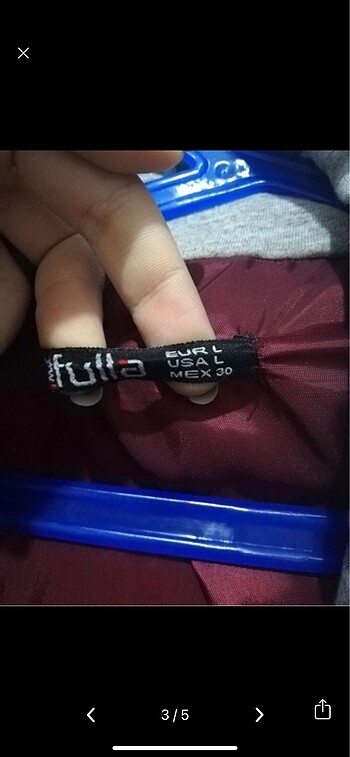 fulla
EUR L
USA L
MEX 30
3/5